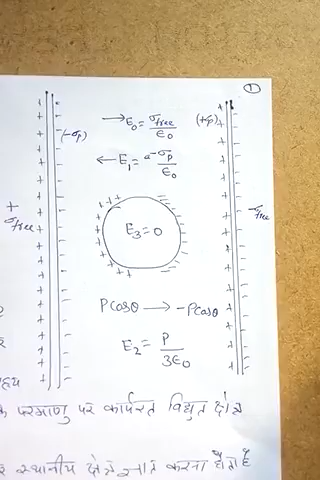 ①
→ E₀ = σfree / ε₀
(-σp) (+σp)
← E₁ = -σp / ε₀
+σfree
-σfree
E₃ = 0
Pcosθ → -Pcosθ
E₂ = P / 3ε₀
परमाणु पर कार्यरत विद्युत क्षेत्र
स्थानीय क्षेत्र ज्ञात करना होता है